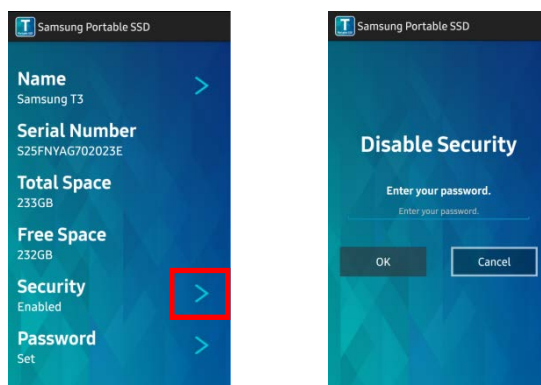 Samsung Portable SSD
Name
Samsung T3
Serial Number
S25FNYAG702023E
Total Space
233GB
Free Space
232GB
Security
Enabled
Password
Set
Samsung Portable SSD
Disable Security
Enter your password.
Enter your password.
OK Cancel